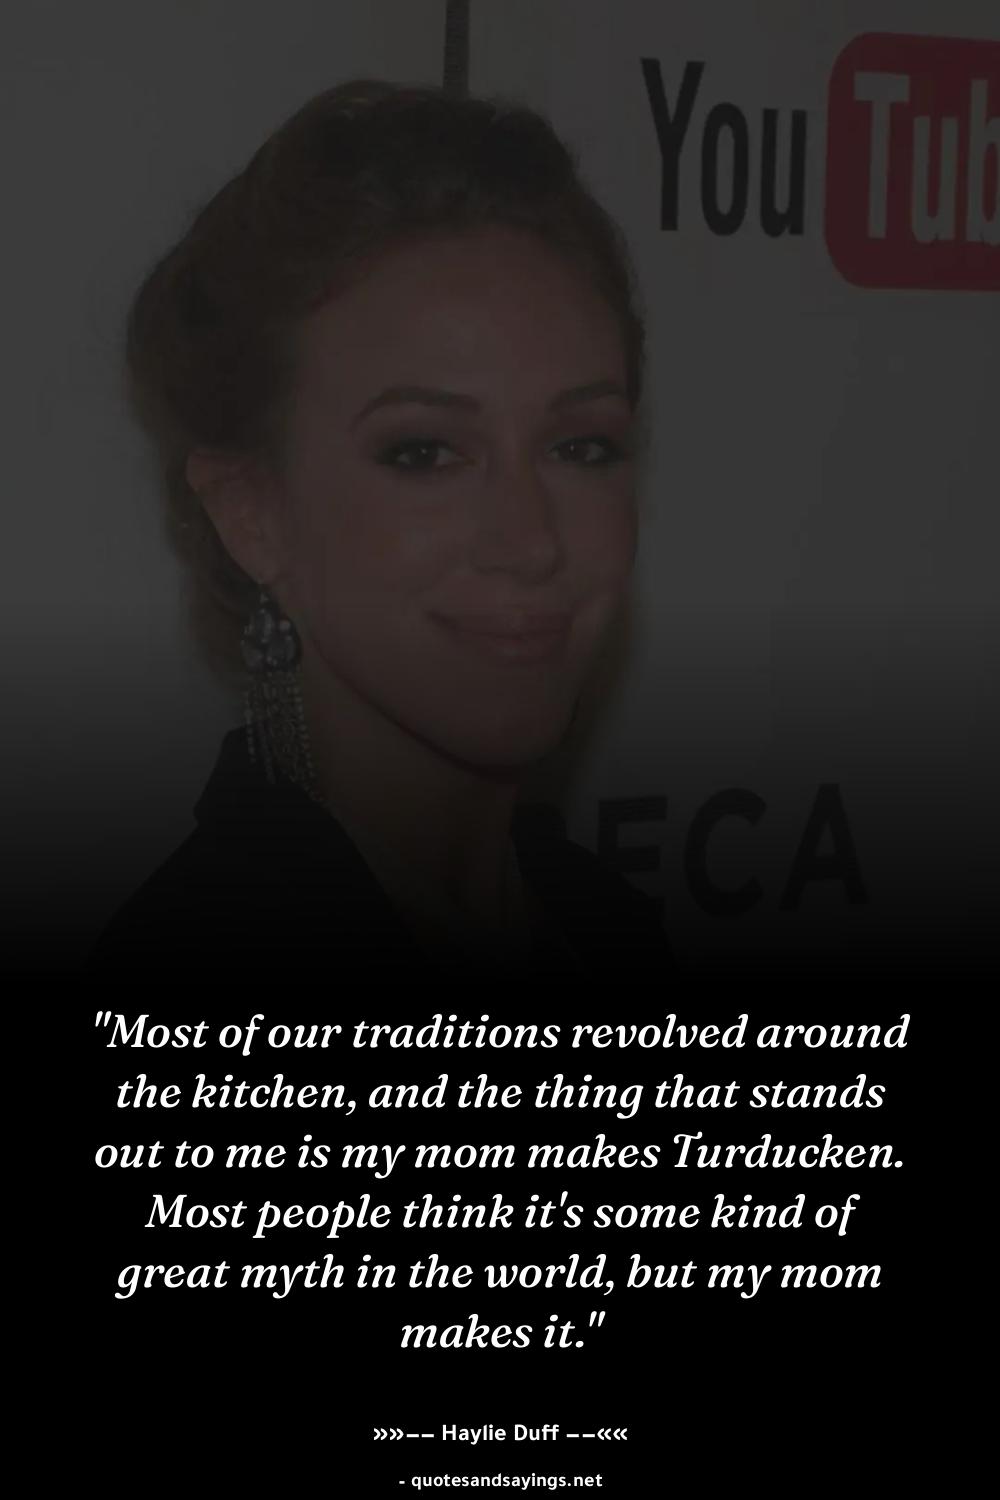 You Tub
ECA
"Most of our traditions revolved around
the kitchen, and the thing that stands
out to me is my mom makes Turducken.
Most people think it's some kind of
great myth in the world, but my mom
makes it."
»»–– Haylie Duff ––««
- quotesandsayings.net